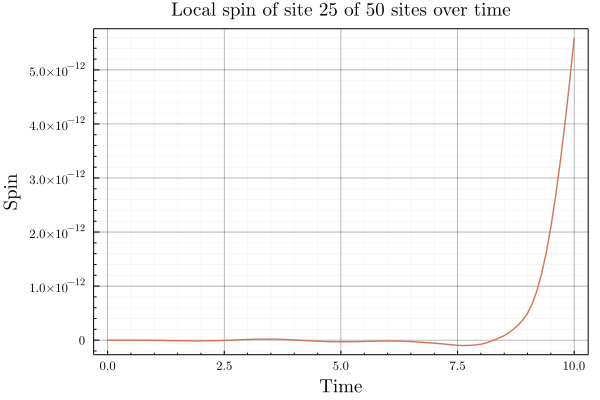 Local spin of site 25 of 50 sites over time
Spin
5.0×10⁻¹²
4.0×10⁻¹²
3.0×10⁻¹²
2.0×10⁻¹²
1.0×10⁻¹²
0
0.0 2.5 5.0 7.5 10.0
Time